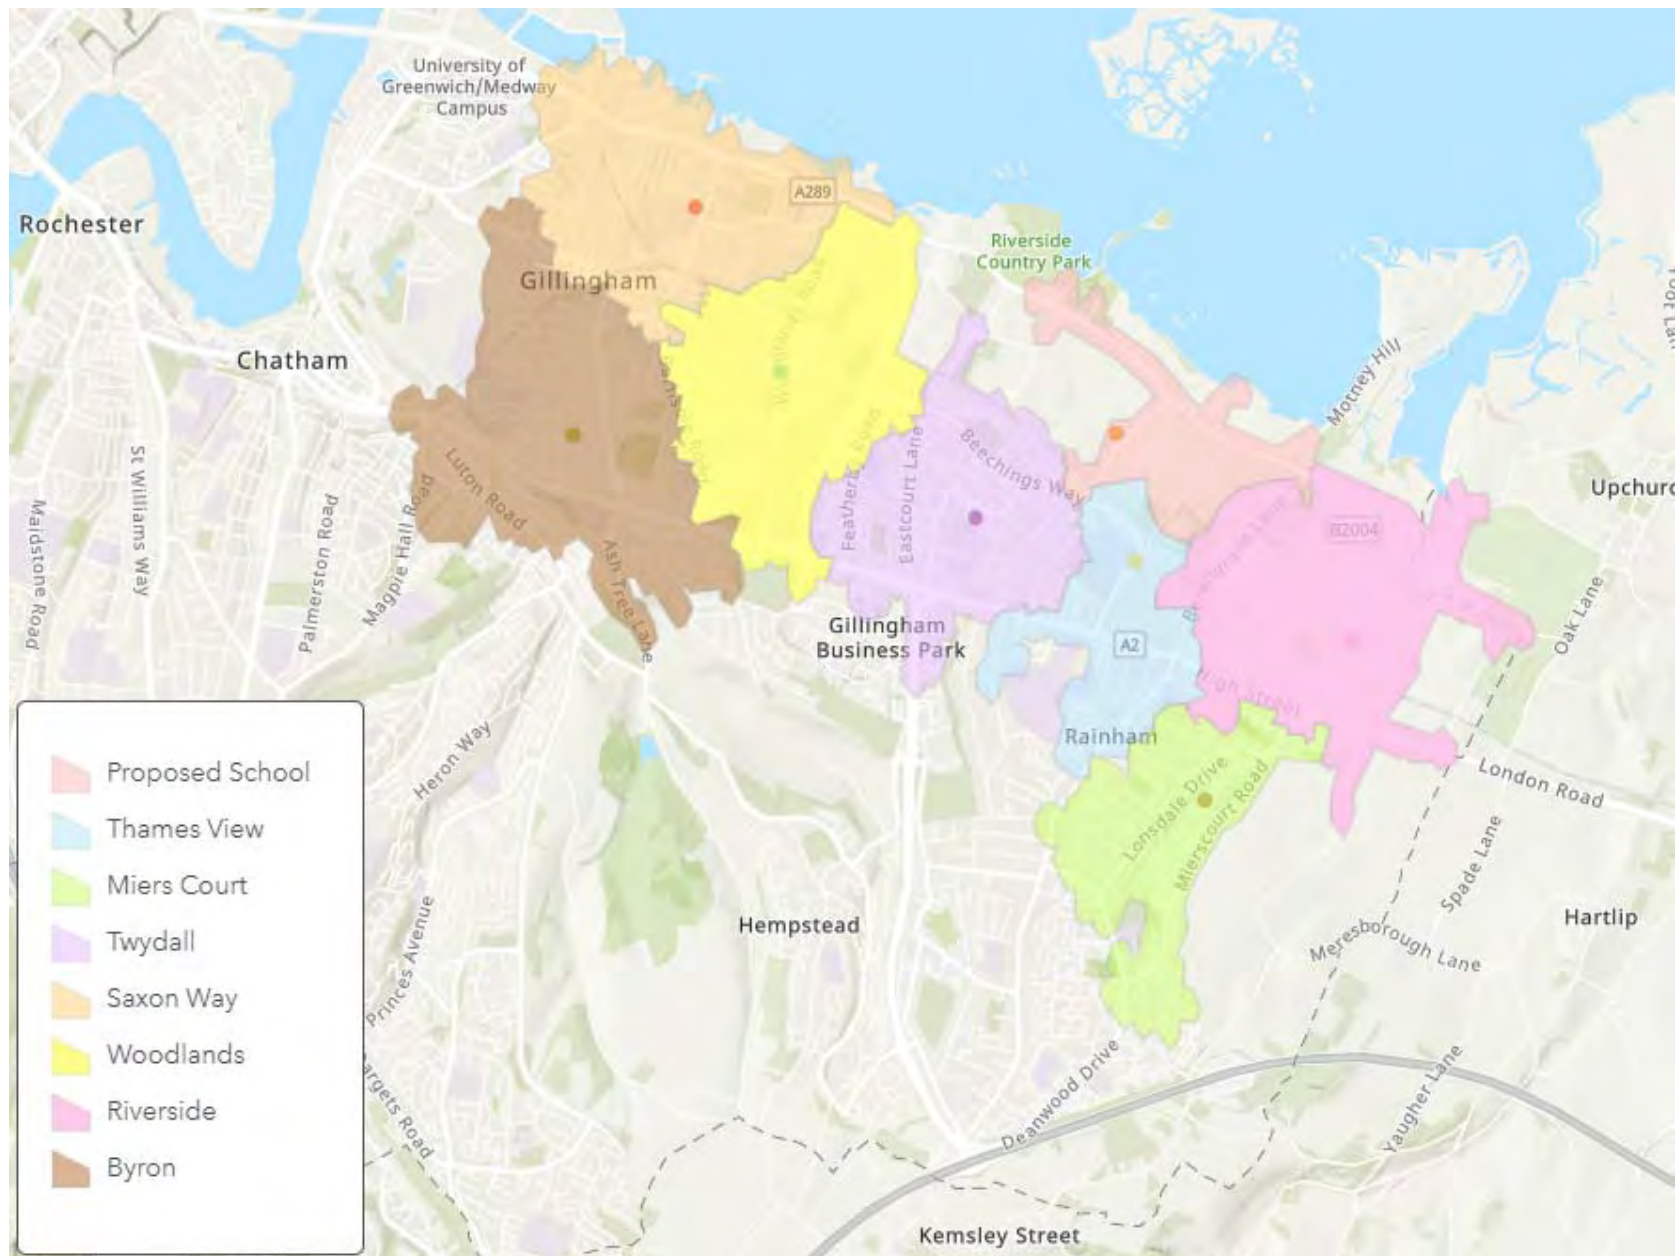 University of
Greenwich/Medway
Campus
A289
Rochester
Riverside
Country Park
Gillingham
Chatham
Motney Hill
Luton Road
Beechings Way
Eastcourt Lane
Upchurc
St Williams Way
Maidstone Road
Palmerston Road
Magpie Hall Road
B2004
Ash Tree Lane
Oak Lane
Gillingham
Business Park
A2
High Street
Rainham
Heron Way
London Road
Lonsdale Drive
Mierscourt Road
Spade Lane
Hempstead
Hartlip
Meresborough Lane
Princes Avenue
Deanwood Drive
Yaugher Lane
argets Road
Kemsley Street
Proposed School
Thames View
Miers Court
Twydall
Saxon Way
Woodlands
Riverside
Byron